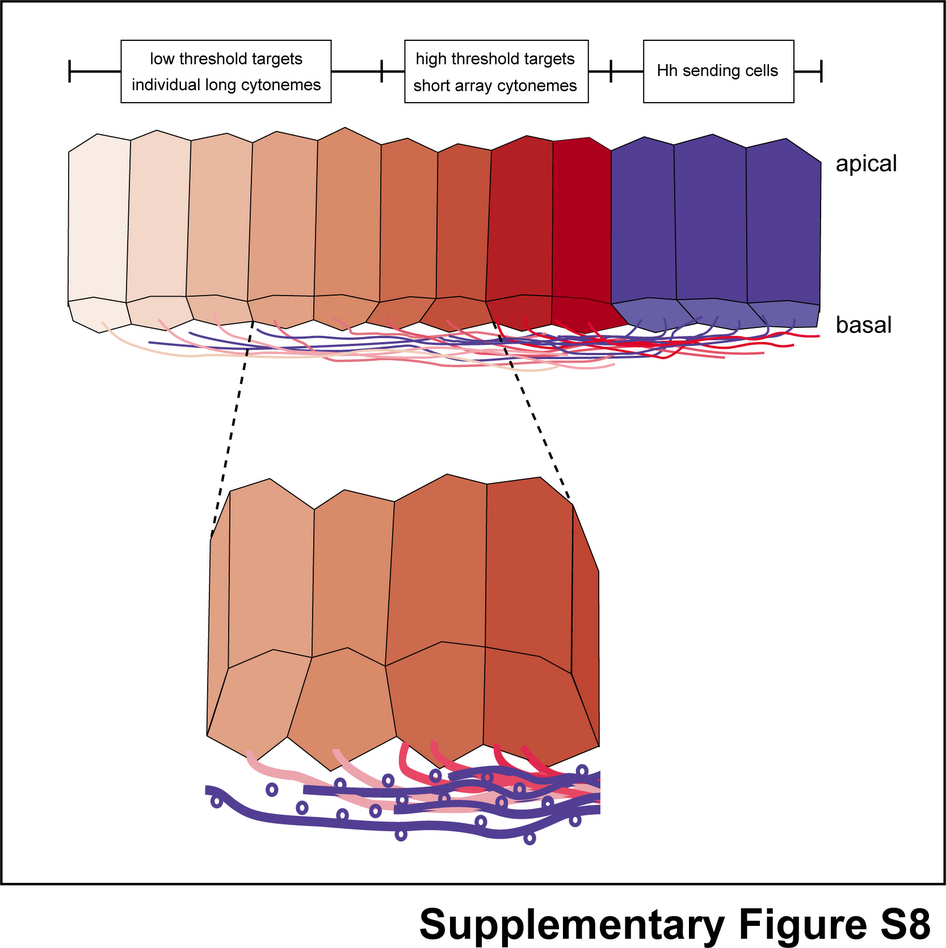 low threshold targets
individual long cytonemes
high threshold targets
short array cytonemes
Hh sending cells
apical
basal
Supplementary Figure S8